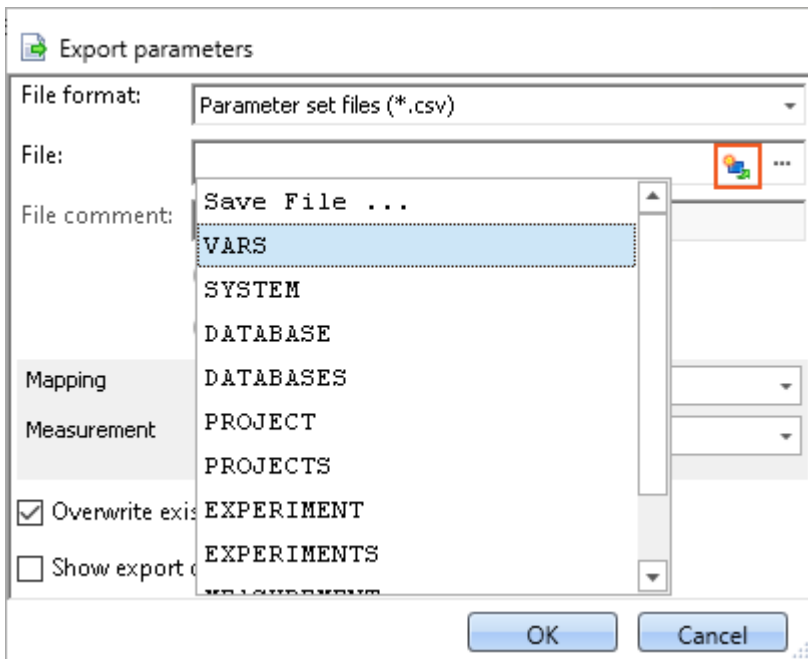 Export parameters
File format:
Parameter set files (*.csv)
File:
...
Save File ...
File comment:
VARS
SYSTEM
DATABASE
Mapping
DATABASES
Measurement
PROJECT
PROJECTS
Overwrite exis
EXPERIMENT
EXPERIMENTS
Show export
OK
Cancel